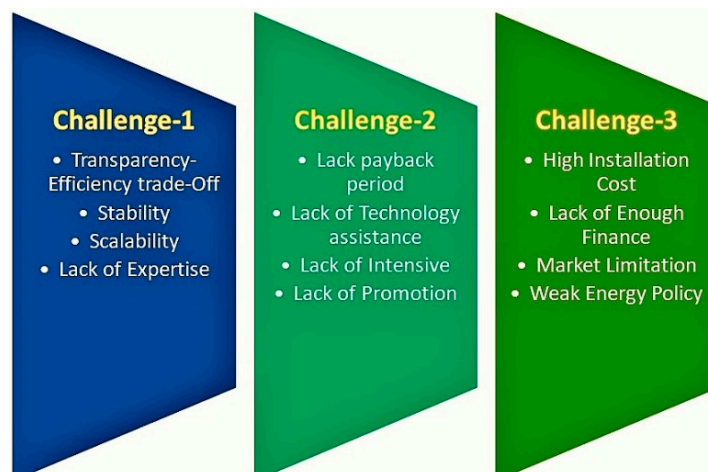 Challenge-1
• Transparency-
Efficiency trade-Off
• Stability
• Scalability
• Lack of Expertise
Challenge-2
• Lack payback
period
• Lack of Technology
assistance
• Lack of Intensive
• Lack of Promotion
Challenge-3
• High Installation
Cost
• Lack of Enough
Finance
• Market Limitation
• Weak Energy Policy